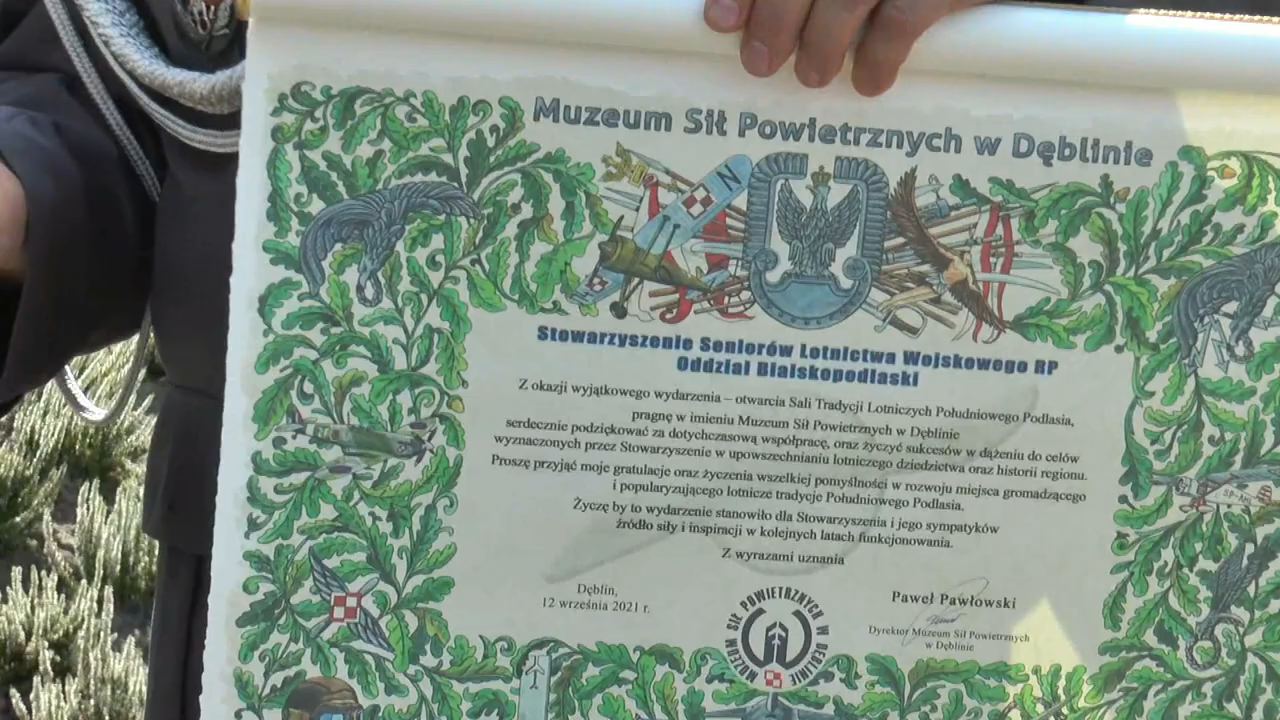 Muzeum Sił Powietrznych w Dęblinie
N
Stowarzyszenie Seniorów Lotnictwa Wojskowego RP
Oddział Bialskopodlaski
Z okazji wyjątkowego wydarzenia – otwarcia Sali Tradycji Lotniczych Południowego Podlasia,
pragnę w imieniu Muzeum Sił Powietrznych w Dęblinie
serdecznie podziękować za dotychczasową współpracę, oraz życzyć sukcesów w dążeniu do celów
wyznaczonych przez Stowarzyszenie w upowszechnianiu lotniczego dziedzictwa oraz historii regionu.
Proszę przyjąć moje gratulacje oraz życzenia wszelkiej pomyślności w rozwoju miejsca gromadzącego
i popularyzującego lotnicze tradycje Południowego Podlasia.
Życzę by to wydarzenie stanowiło dla Stowarzyszenia i jego sympatyków
źródło siły i inspiracji w kolejnych latach funkcjonowania.
Z wyrazami uznania
Dęblin,
12 września 2021 r.
MUZEUM SIŁ POWIETRZNYCH W DĘBLINIE
Paweł Pawłowski
Dyrektor Muzeum Sił Powietrznych
w Dęblinie